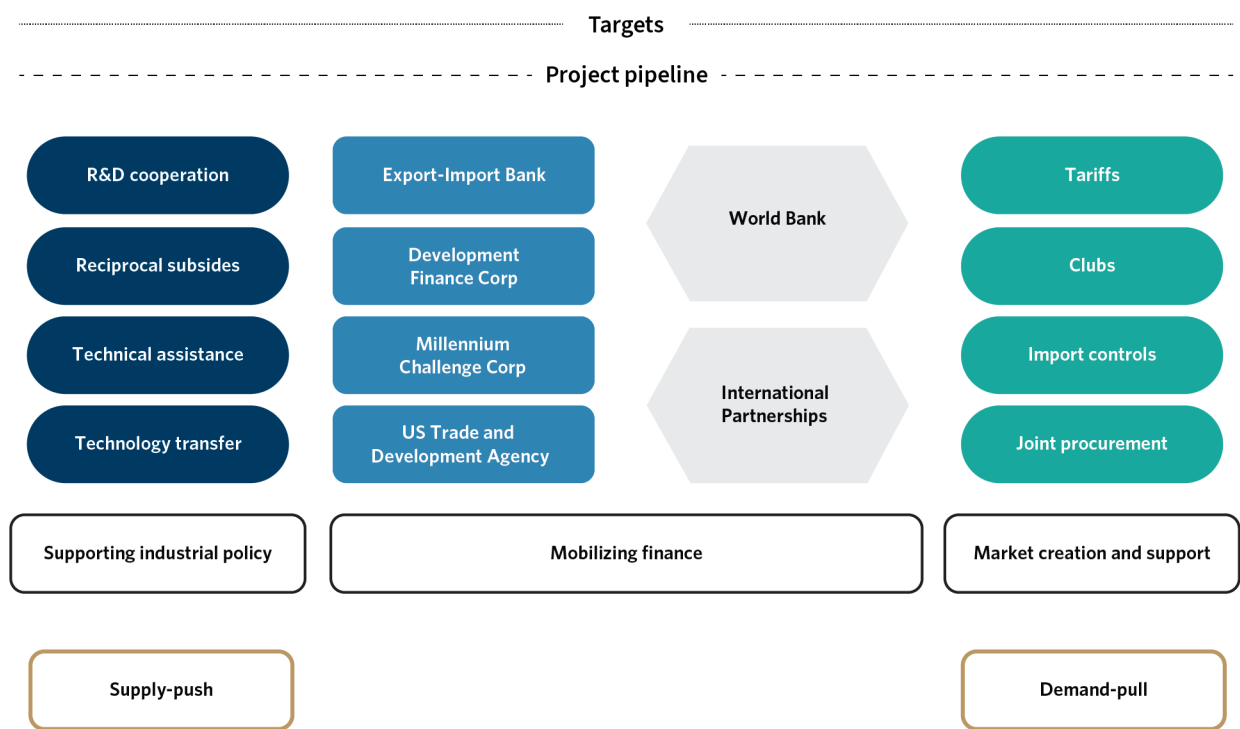 Targets
Project pipeline
R&D cooperation
Reciprocal subsides
Technical assistance
Technology transfer
Export-Import Bank
Development
Finance Corp
Millennium
Challenge Corp
US Trade and
Development Agency
World Bank
International
Partnerships
Tariffs
Clubs
Import controls
Joint procurement
Supporting industrial policy
Mobilizing finance
Market creation and support
Supply-push
Demand-pull